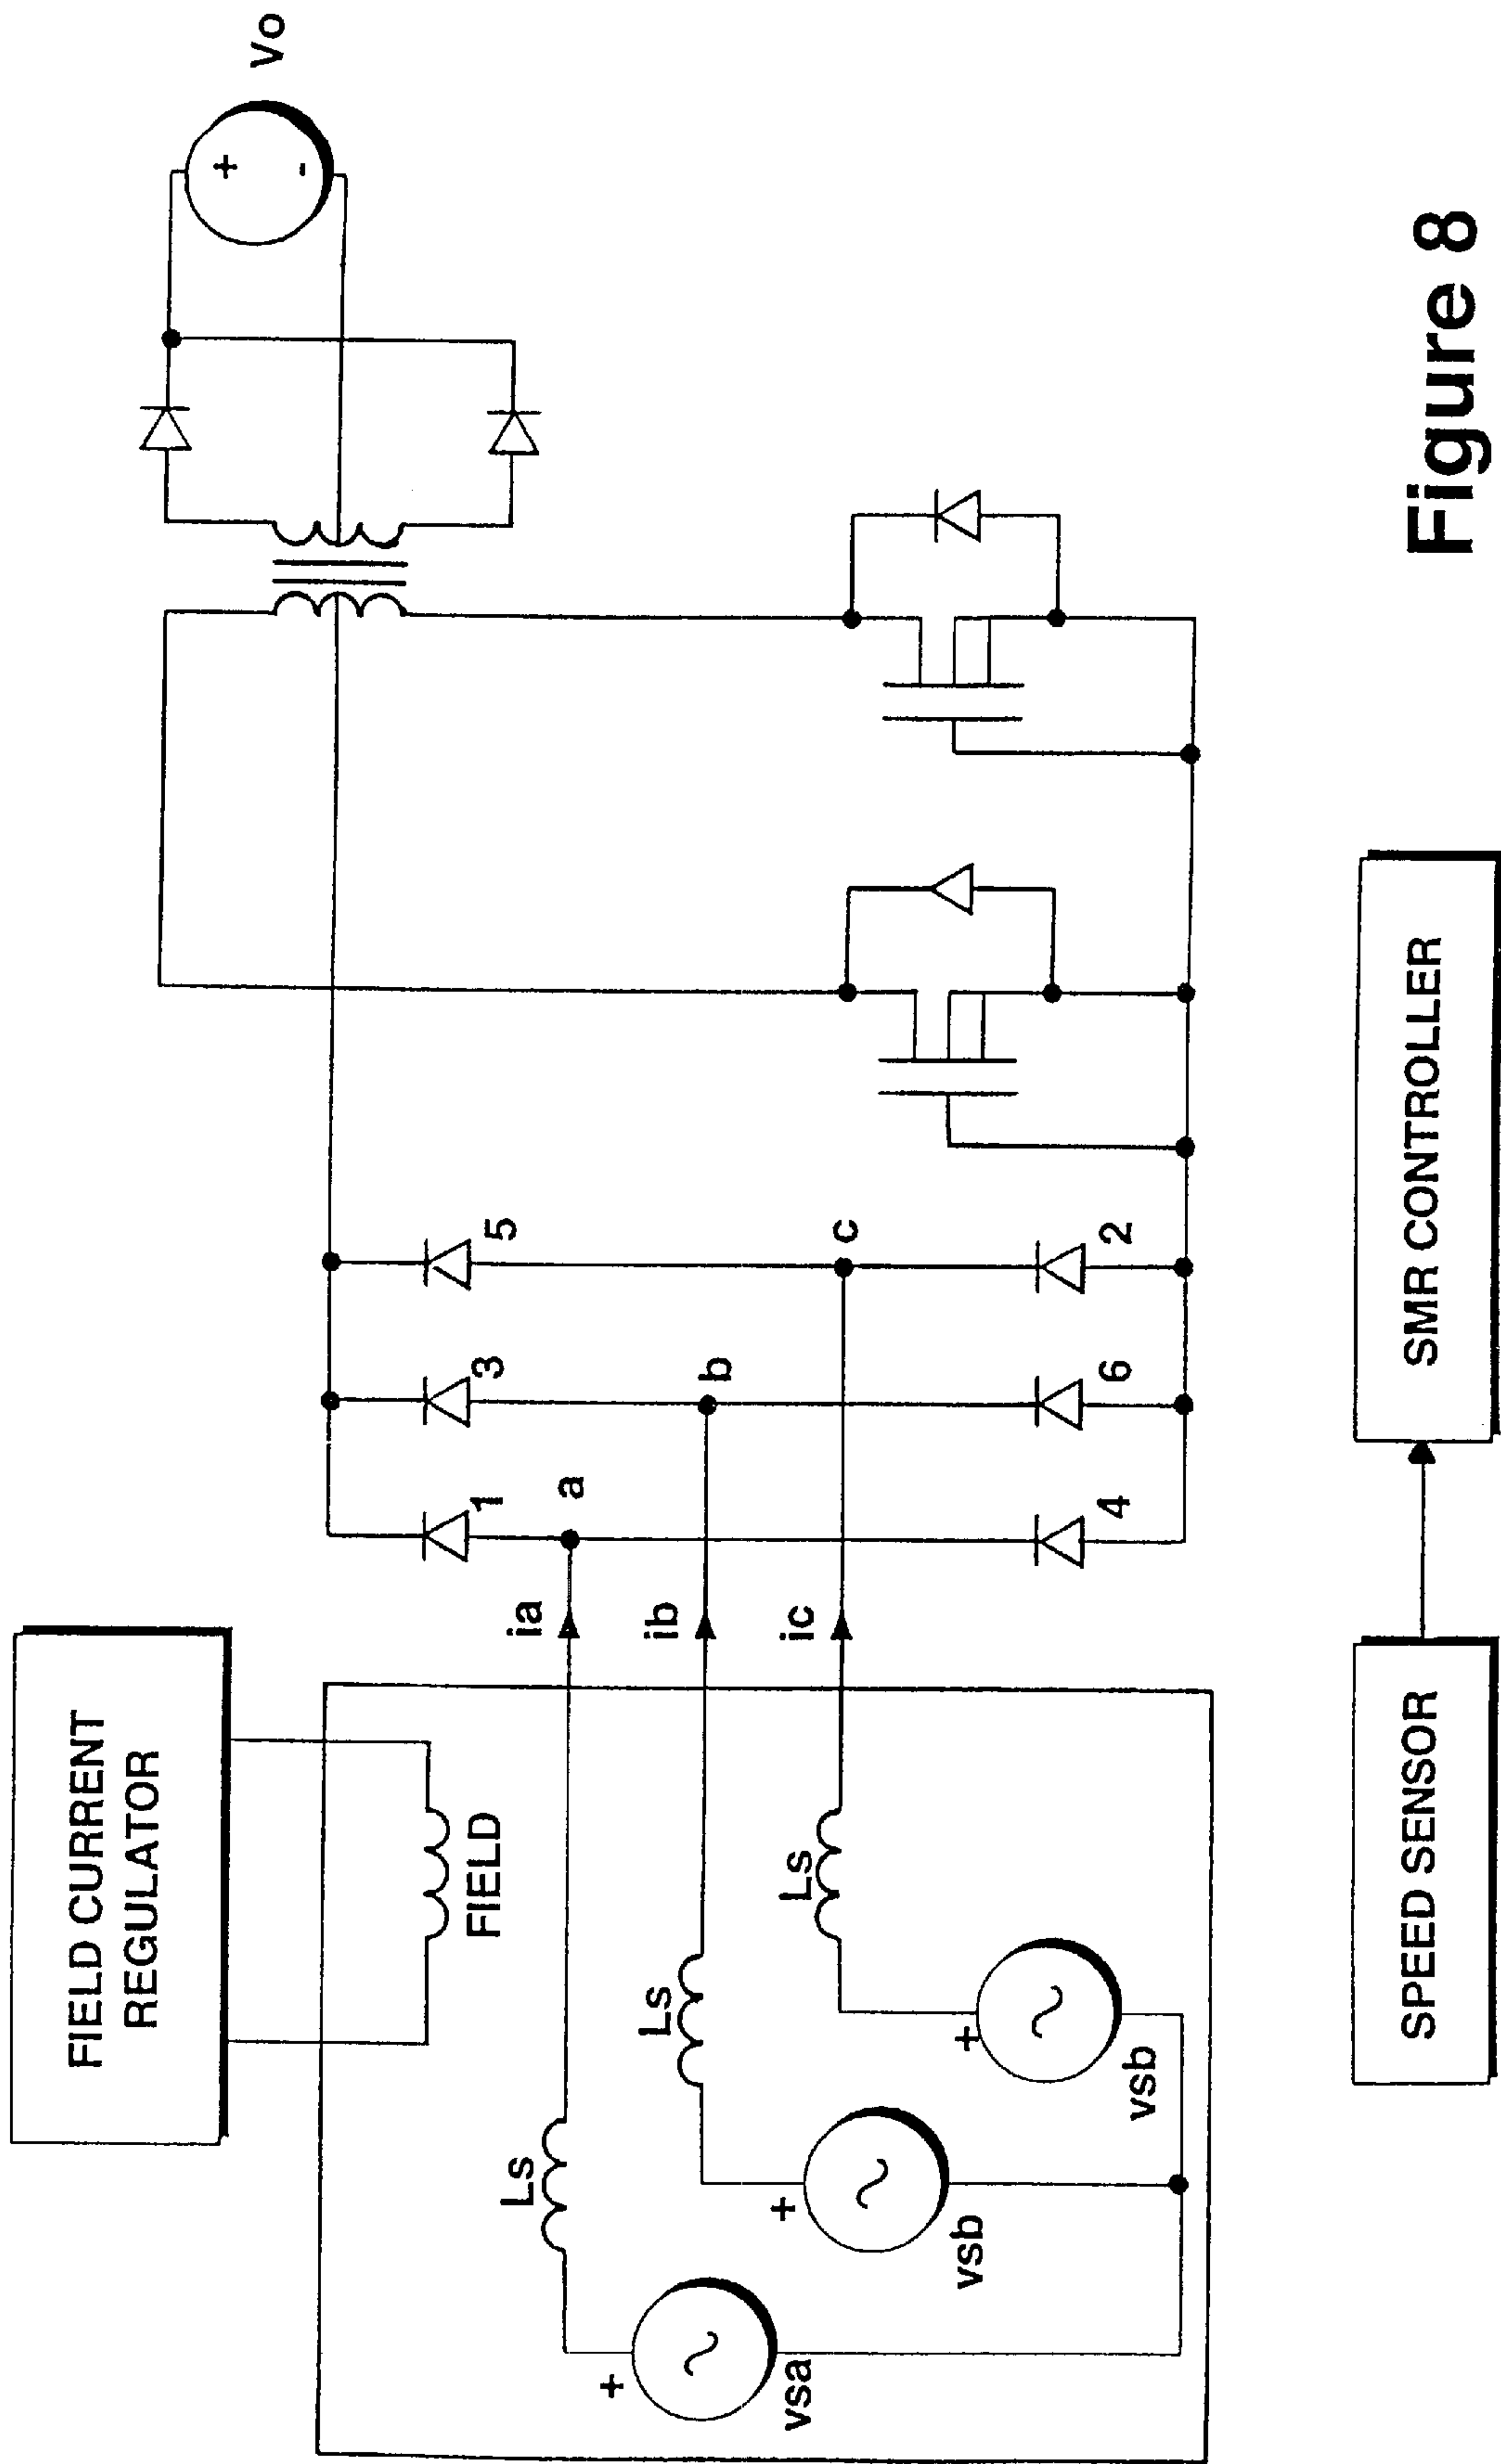 FIELD CURRENT
REGULATOR
FIELD
Ls
Ls
Ls
+
vsa
+
vsb
+
vsb
ia
ib
ic
a
b
c
1
3
5
4
6
2
+
-
Vo
SPEED SENSOR
SMR CONTROLLER
Figure 8